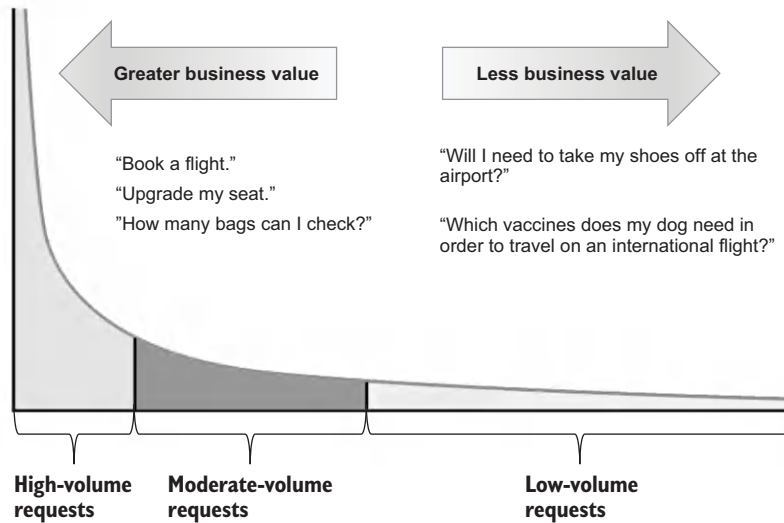 Greater business value
Less business value
“Book a flight.”
“Upgrade my seat.”
”How many bags can I check?”
“Will I need to take my shoes off at the
airport?”
“Which vaccines does my dog need in
order to travel on an international flight?”
High-volume
requests
Moderate-volume
requests
Low-volume
requests